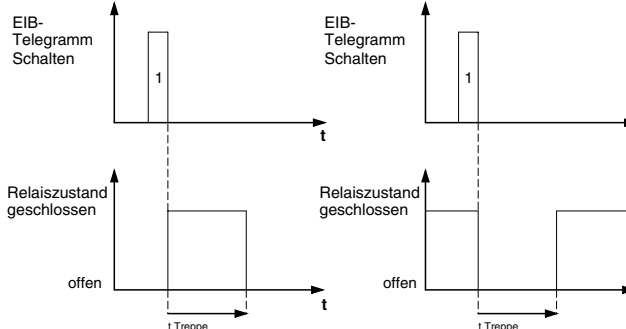 EIB-
Telegramm
Schalten
1
t
Relaiszustand
geschlossen
offen
t
t Treppe
EIB-
Telegramm
Schalten
1
Relaiszustand
geschlossen
offen
t Treppe